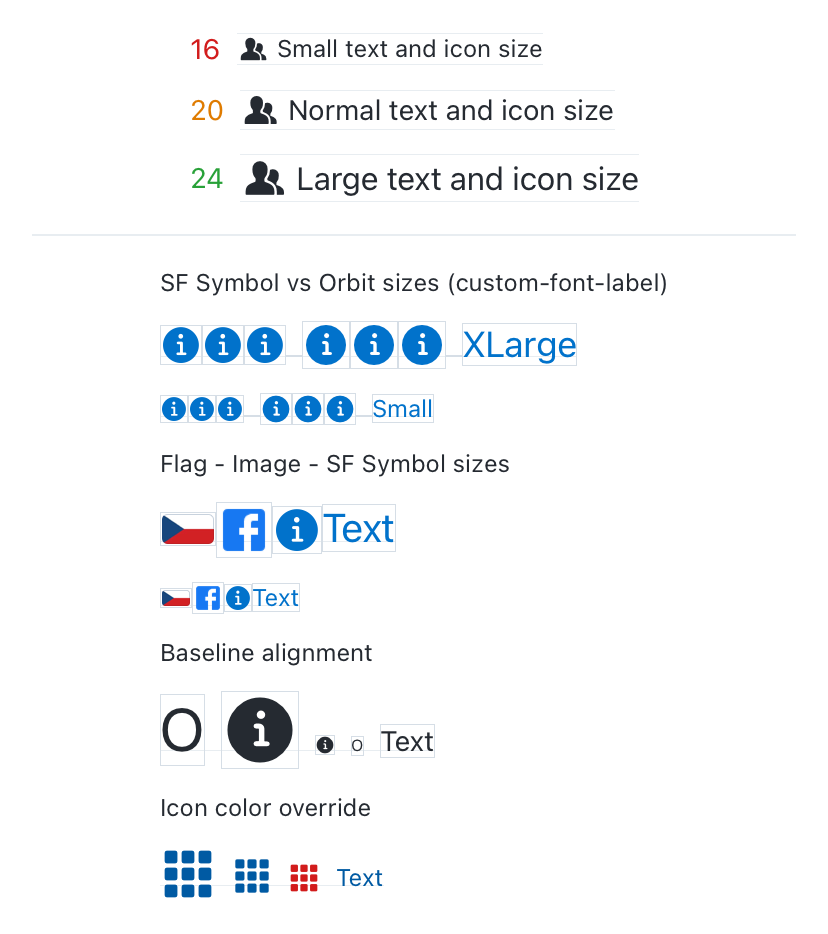 16 Small text and icon size
20 Normal text and icon size
24 Large text and icon size
SF Symbol vs Orbit sizes (custom-font-label)
XLarge
Small
Flag - Image - SF Symbol sizes
Text
Text
Baseline alignment
O O Text
Icon color override
Text